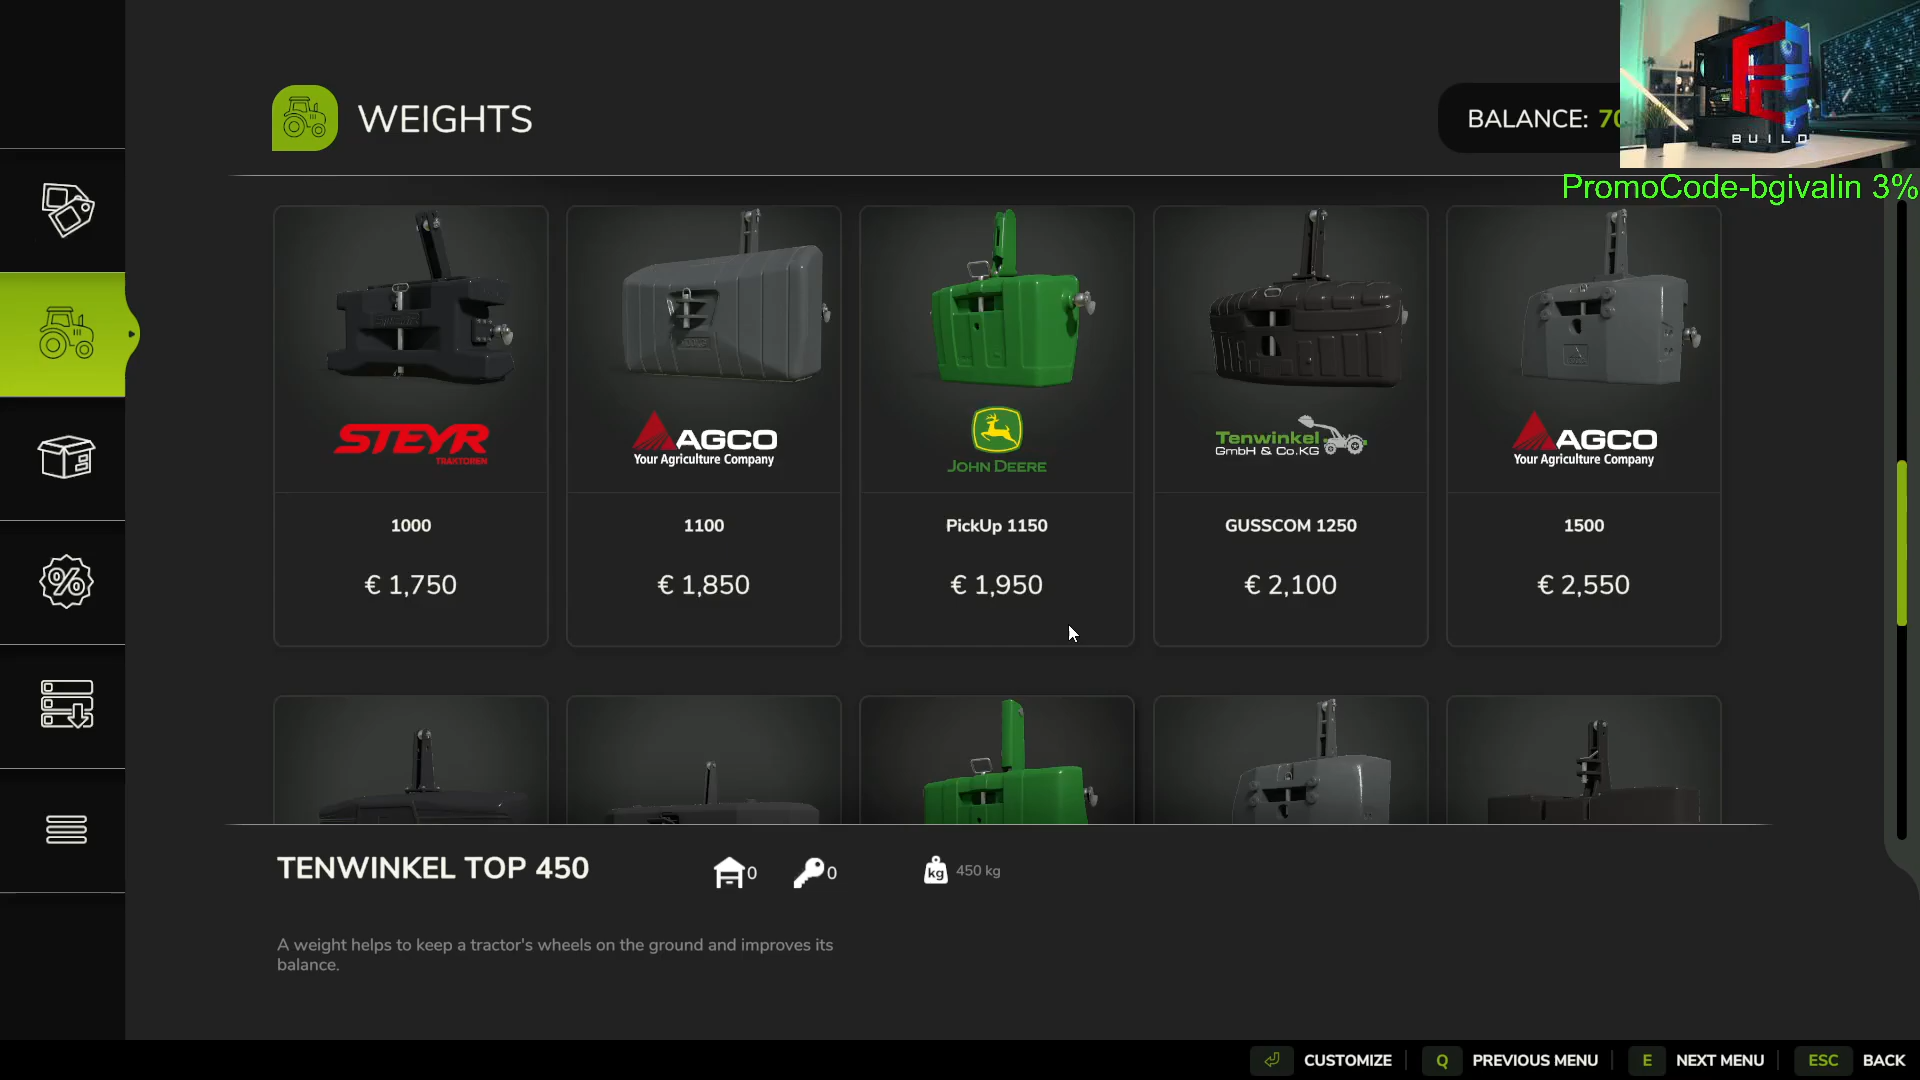 WEIGHTS
BALANCE: 70
BUILD
PromoCode-bgivalin 3%
STEYR
TRAKTOREN
AGCO
Your Agriculture Company
JOHN DEERE
Tenwinkel
GmbH & Co.KG
AGCO
Your Agriculture Company
1000
1100
PickUp 1150
GUSSCOM 1250
1500
€ 1,750
€ 1,850
€ 1,950
€ 2,100
€ 2,550
TENWINKEL TOP 450
0
0
kg
450 kg
A weight helps to keep a tractor's wheels on the ground and improves its
balance.
CUSTOMIZE
Q
PREVIOUS MENU
E
NEXT MENU
ESC
BACK